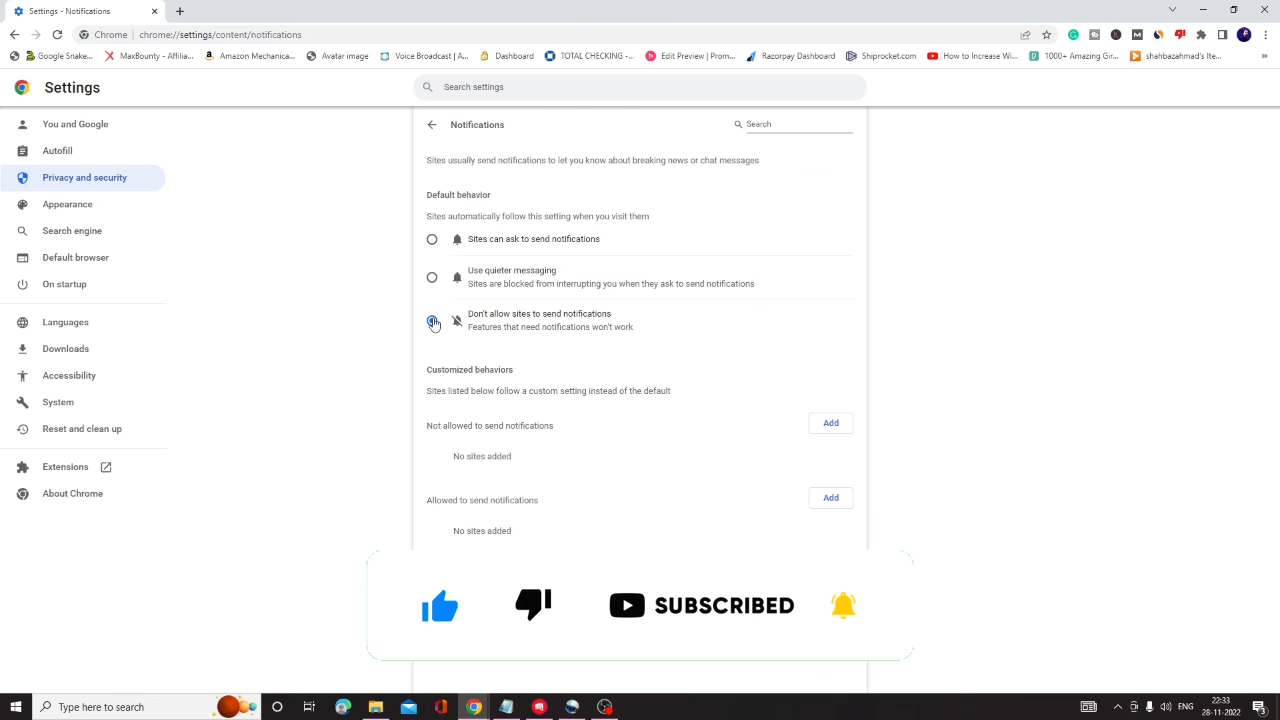 Settings - Notifications
Chrome | chrome://settings/content/notifications
Google Snake...
MaxBounty - Affilia...
Amazon Mechanica...
Avatar image
Voice Broadcast | A...
Dashboard
TOTAL CHECKING -...
Edit Preview | Prom...
Razorpay Dashboard
Shiprocket.com
How to Increase Wi...
1000+ Amazing Gir...
shahbazahmad's Ite...
»
Settings
Search settings
You and Google
Autofill
Privacy and security
Appearance
Search engine
Default browser
On startup
Languages
Downloads
Accessibility
System
Reset and clean up
Extensions
About Chrome
Notifications
Search
Sites usually send notifications to let you know about breaking news or chat messages
Default behavior
Sites automatically follow this setting when you visit them
Sites can ask to send notifications
Use quieter messaging
Sites are blocked from interrupting you when they ask to send notifications
Don't allow sites to send notifications
Features that need notifications won't work
Customized behaviors
Sites listed below follow a custom setting instead of the default
Not allowed to send notifications
Add
No sites added
Allowed to send notifications
Add
No sites added
SUBSCRIBED
Type here to search
ENG
22:33
28-11-2022